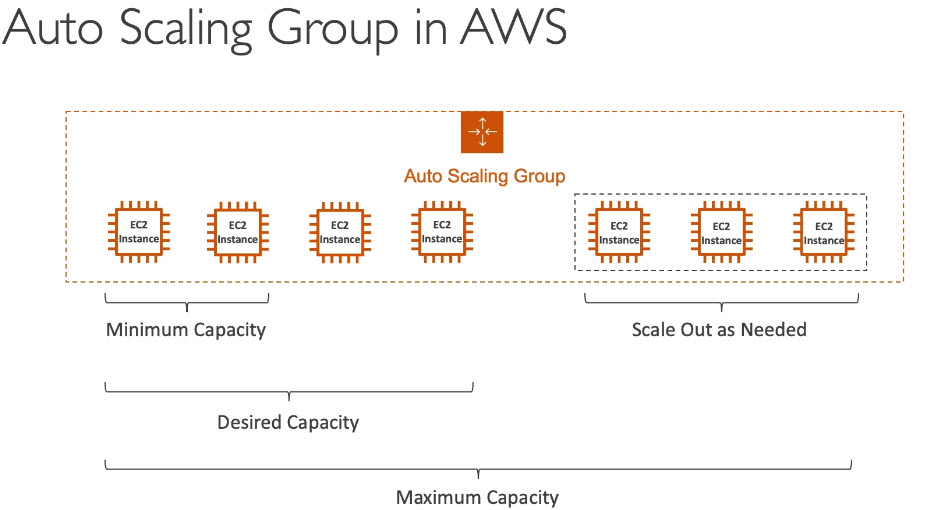 Auto Scaling Group in AWS
Auto Scaling Group
EC2
Instance
EC2
Instance
EC2
Instance
EC2
Instance
EC2
Instance
EC2
Instance
EC2
Instance
Minimum Capacity
Scale Out as Needed
Desired Capacity
Maximum Capacity